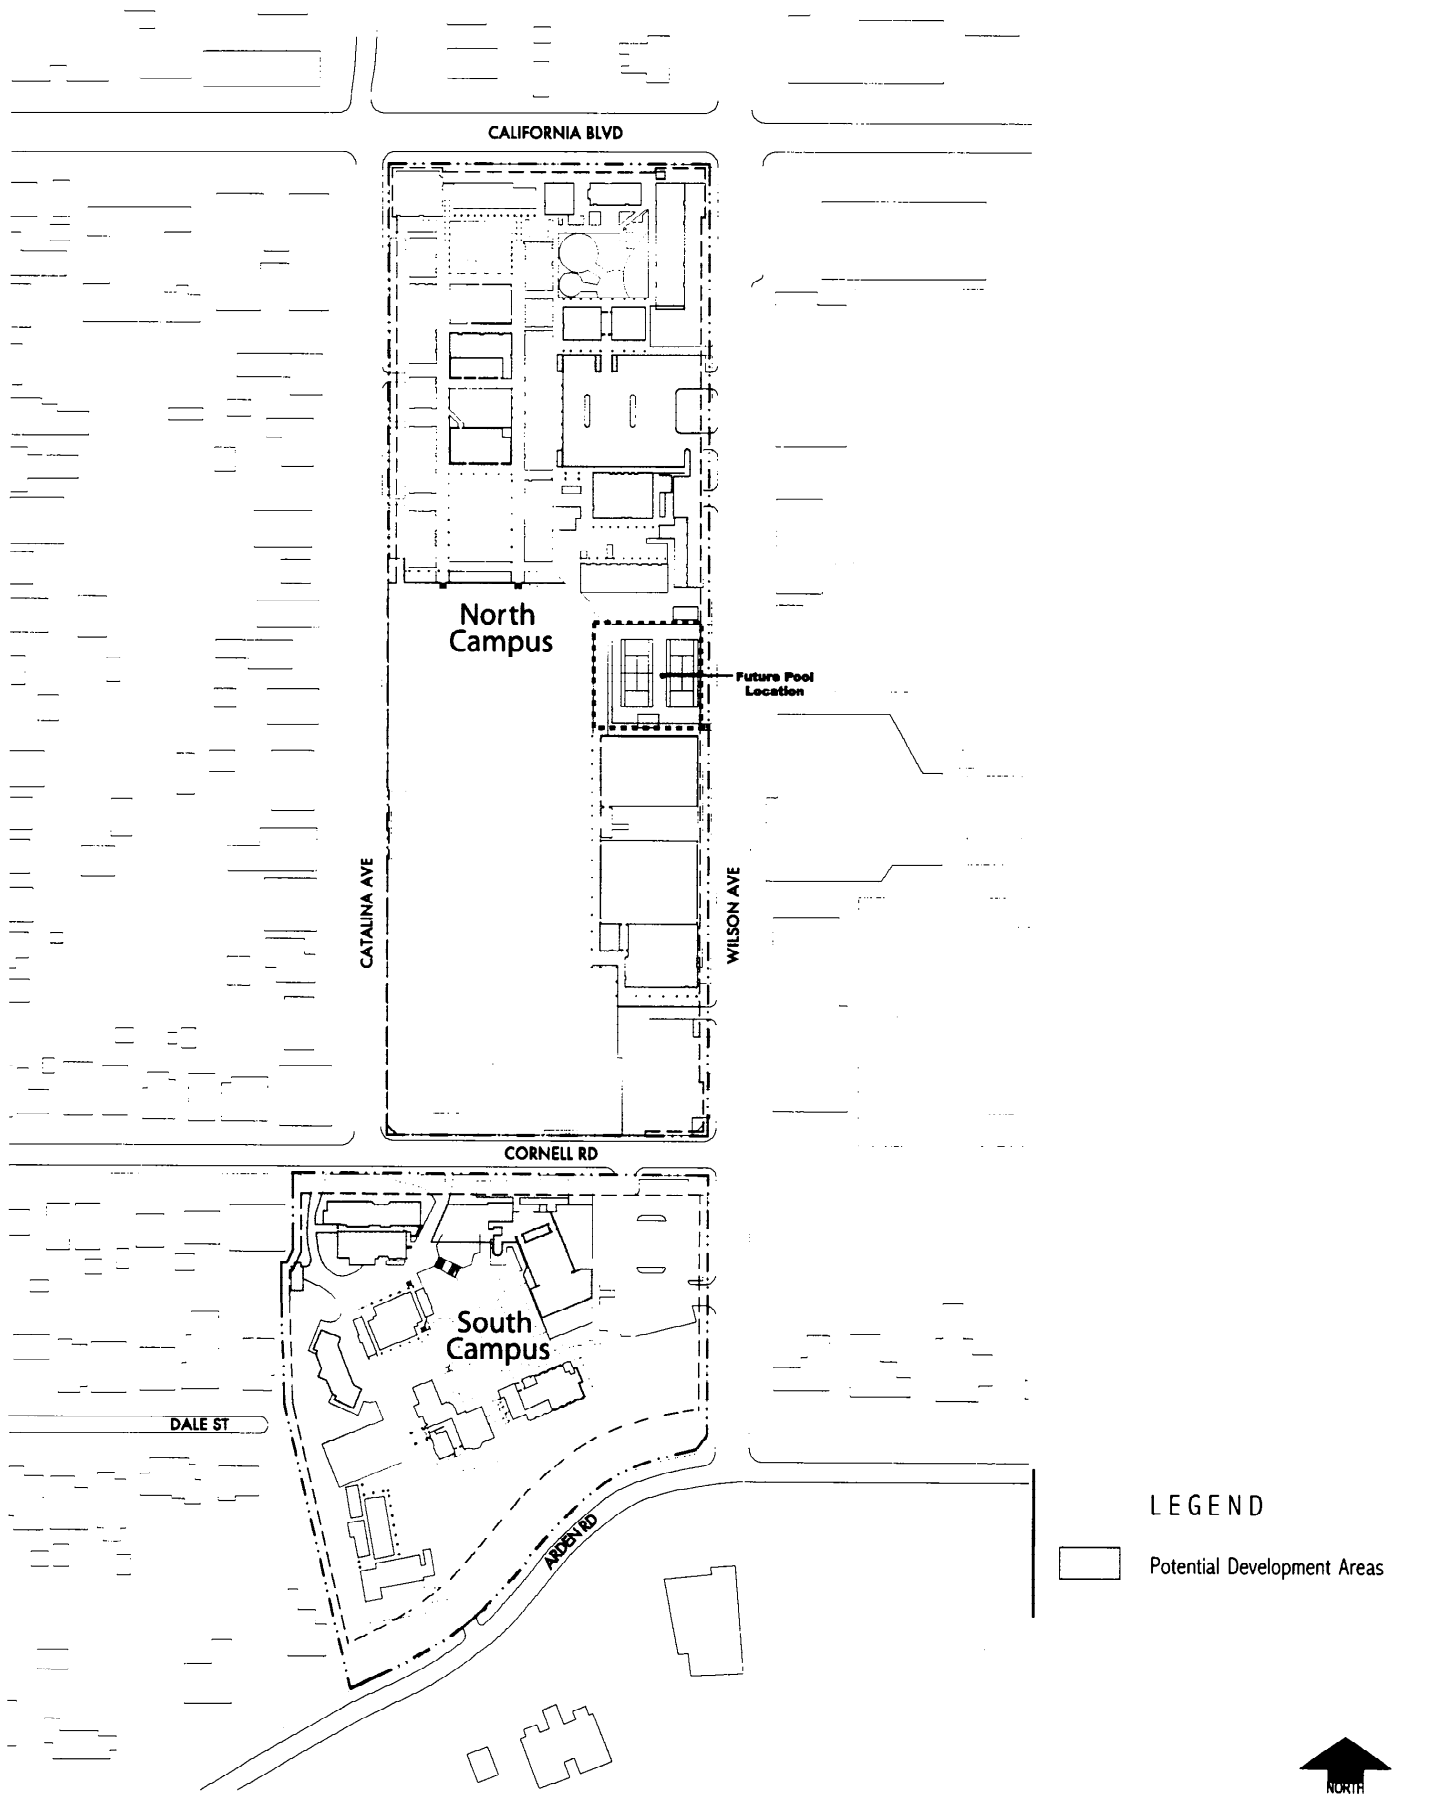 CALIFORNIA BLVD
North
Campus
Future Pool
Location
CATALINA AVE
WILSON AVE
CORNELL RD
South
Campus
DALE ST
ARDEN RD
LEGEND
Potential Development Areas
NORTH